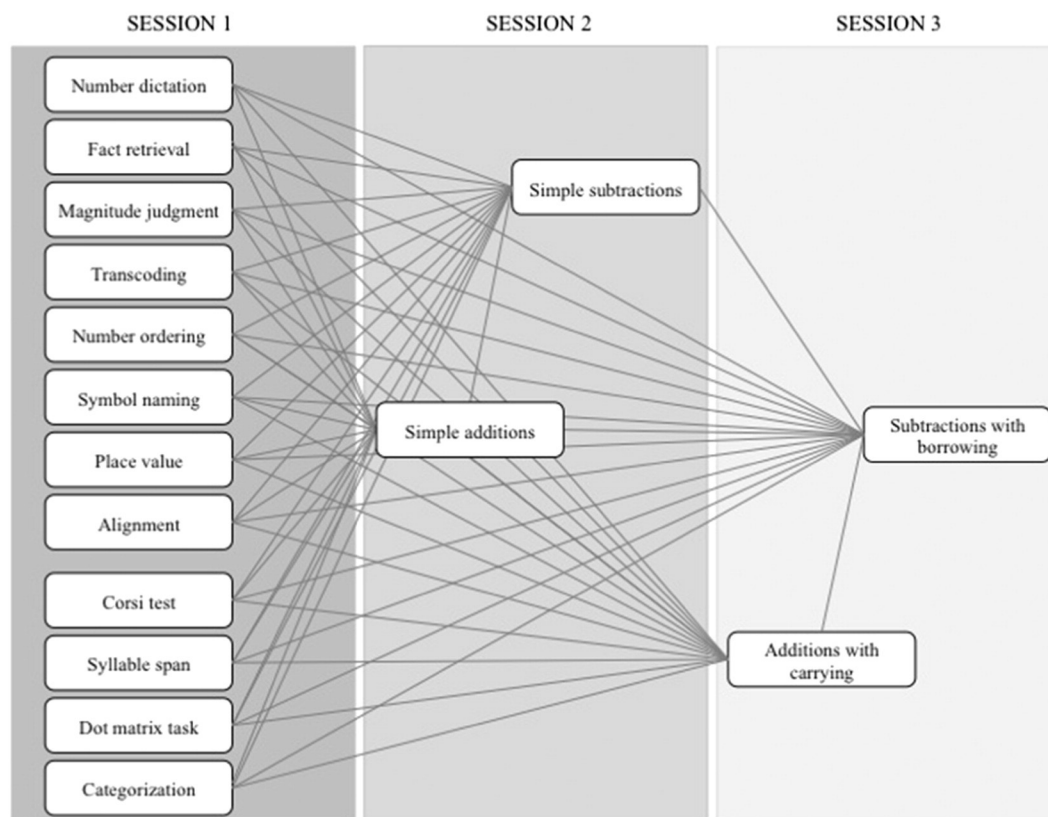 SESSION 1
SESSION 2
SESSION 3
Number dictation
Fact retrieval
Magnitude judgment
Transcoding
Number ordering
Symbol naming
Place value
Alignment
Corsi test
Syllable span
Dot matrix task
Categorization
Simple subtractions
Simple additions
Subtractions with
borrowing
Additions with
carrying